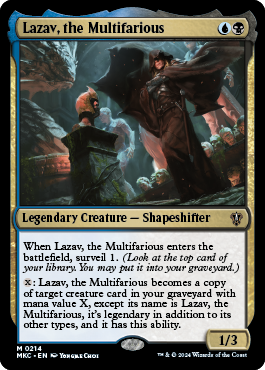 Lazav, the Multifarious
Legendary Creature — Shapeshifter
When Lazav, the Multifarious enters the
battlefield, surveil 1. (Look at the top card of
your library. You may put it into your graveyard.)
X: Lazav, the Multifarious becomes a
copy of target creature card in your graveyard with
mana value X, except its name is Lazav, the
Multifarious, it's legendary in addition to its
other types, and it has this ability.
1/3
M 0214
MKC • EN YONGJAE CHOI
™ & © 2024 Wizards of the Coast